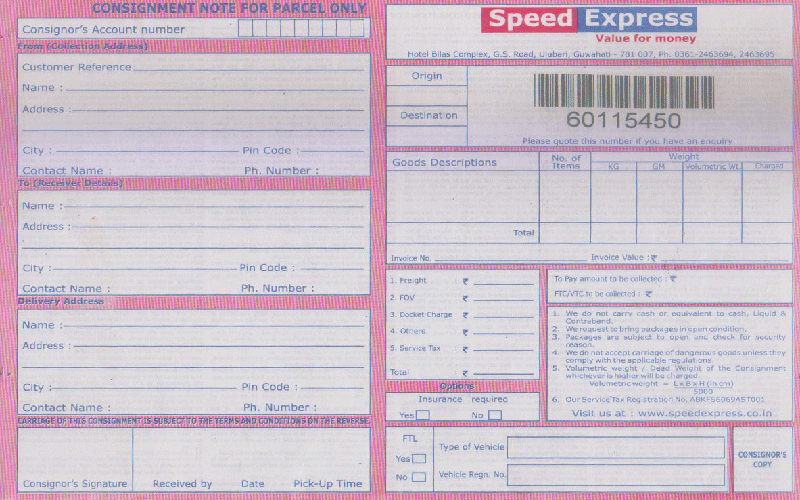 CONSIGNMENT NOTE FOR PARCEL ONLY
Consignor's Account number
From (Collection Address)
Customer Reference
Name :
Address :
City : Pin Code :
Contact Name : Ph. Number :
To (Receiver Details)
Name :
Address :
City : Pin Code :
Contact Name : Ph. Number :
Delivery Address
Name :
Address :
City : Pin Code :
Contact Name : Ph. Number :
CARRIAGE OF THIS CONSIGNMENT IS SUBJECT TO THE TERMS AND CONDITIONS ON THE REVERSE
Consignor's Signature Received by Date Pick-Up Time
Speed Express
Value for money
Hotel Bilas Complex, G.S. Road, Ulubari, Guwahati - 781 007, Ph. 0361-2463694, 2463695
Origin
Destination
60115450
Please quote this number if you have an enquiry
Goods Descriptions No. of Items Weight
KG GM Volumetric Wt. Charged
Total
Invoice No. Invoice Value : ₹
1. Freight ₹
2. FOV ₹
3. Docket Charge ₹
4. Others ₹
5. Service Tax ₹
Total ₹
To Pay amount to be collected : ₹
FTC/VTC to be collected : ₹
1. We do not carry cash or equivalent to cash, Liquid &
Contraband.
2. We request to bring packages in open condition.
3. Packages are subject to open and check for security
reason.
4. We do not accept carriage of dangerous goods unless they
comply with the applicable regulations.
5. Volumetric weight / Dead Weight of the Consignment
whichever is higher will be charged
Volumetric weight = L x B x H (in cm)
5000
6. Our Service Tax Registration No.
Visit us at : www.speedexpress.co.in
Options
Insurance required
Yes No
FTL
Yes
No
Type of Vehicle
Vehicle Regn. No.
CONSIGNOR'S
COPY